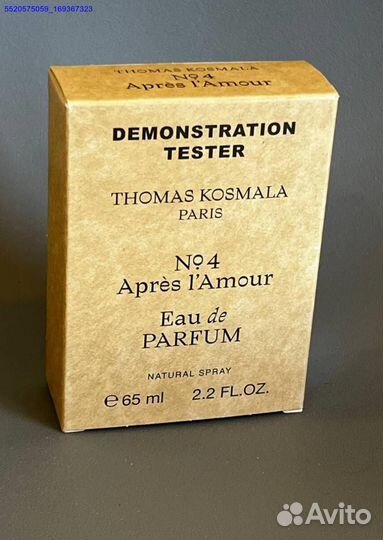 5520575059_169367323
THOMAS KOSMALA
№4
Après l'Amour
DEMONSTRATION
TESTER
THOMAS KOSMALA
PARIS
№4
Après l'Amour
Eau de
PARFUM
NATURAL SPRAY
℮65 ml 2.2 FL.OZ.
Avito